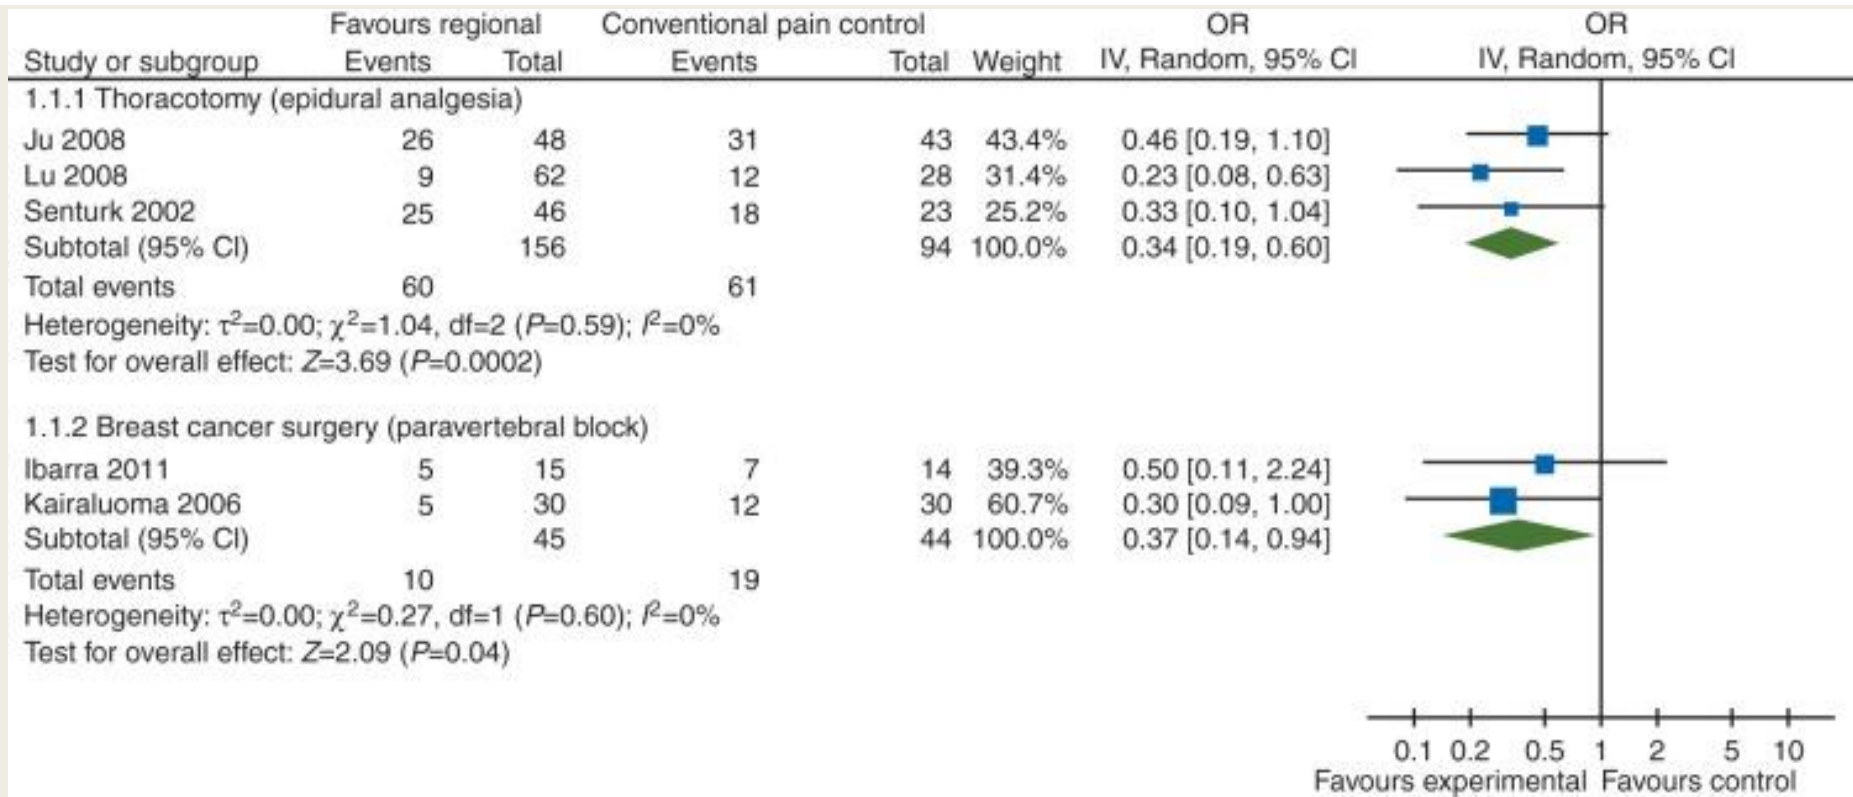 Favours regional Conventional pain control OR OR
Study or subgroup Events Total Events Total Weight IV, Random, 95% CI IV, Random, 95% CI
1.1.1 Thoracotomy (epidural analgesia)
Ju 2008 26 48 31 43 43.4% 0.46 [0.19, 1.10]
Lu 2008 9 62 12 28 31.4% 0.23 [0.08, 0.63]
Senturk 2002 25 46 18 23 25.2% 0.33 [0.10, 1.04]
Subtotal (95% CI) 156 94 100.0% 0.34 [0.19, 0.60]
Total events 60 61
Heterogeneity: τ²=0.00; χ²=1.04, df=2 (P=0.59); I²=0%
Test for overall effect: Z=3.69 (P=0.0002)
1.1.2 Breast cancer surgery (paravertebral block)
Ibarra 2011 5 15 7 14 39.3% 0.50 [0.11, 2.24]
Kairaluoma 2006 5 30 12 30 60.7% 0.30 [0.09, 1.00]
Subtotal (95% CI) 45 44 100.0% 0.37 [0.14, 0.94]
Total events 10 19
Heterogeneity: τ²=0.00; χ²=0.27, df=1 (P=0.60); I²=0%
Test for overall effect: Z=2.09 (P=0.04)
0.1 0.2 0.5 1 2 5 10
Favours experimental Favours control